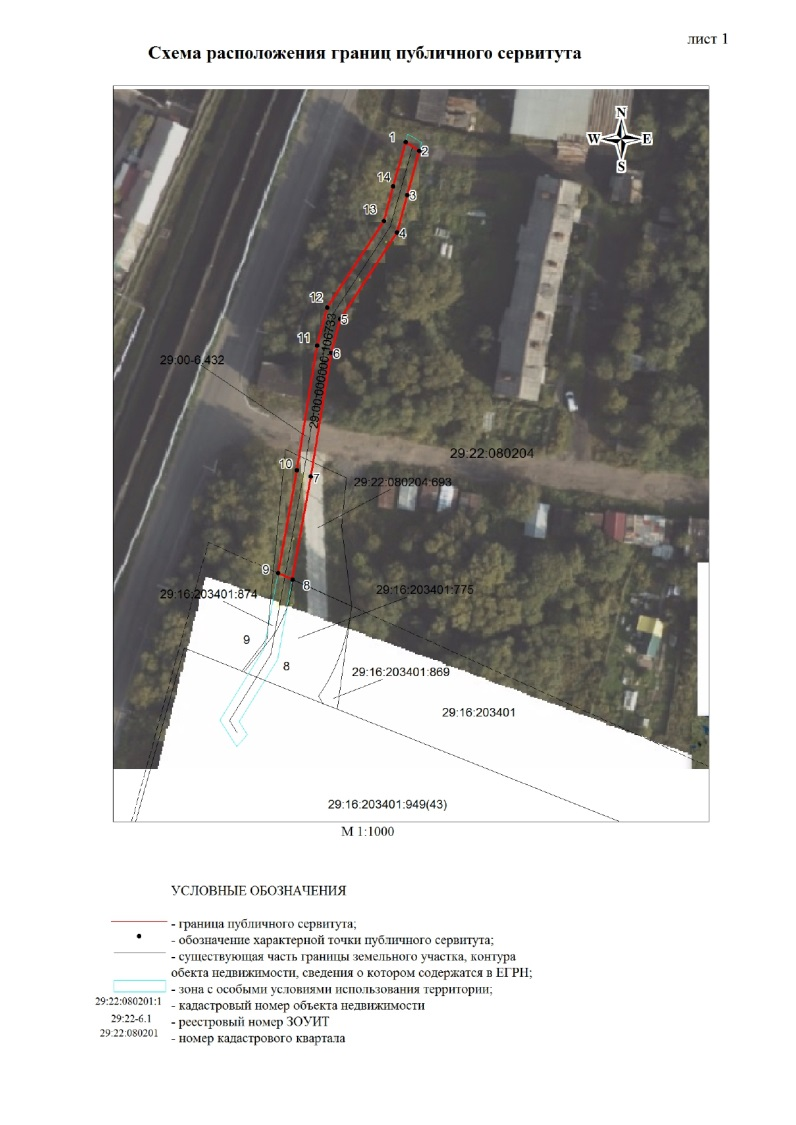 лист 1
Схема расположения границ публичного сервитута
N
W E
S
1
2
14
3
13
4
12
5
11
6
29:00:000000:106733
29:00-6.432
29:22:080204
10
7
29:22:080204:693
9
8
29:16:203401:874
29:16:203401:775
9
8
29:16:203401:869
29:16:203401
29:16:203401:949(43)
М 1:1000
УСЛОВНЫЕ ОБОЗНАЧЕНИЯ
- граница публичного сервитута;
- обозначение характерной точки публичного сервитута;
- существующая часть границы земельного участка, контура
обекта недвижимости, сведения о котором содержатся в ЕГРН;
- зона с особыми условиями использования территории;
29:22:080201:1 - кадастровый номер объекта недвижимости
29:22-6.1 - реестровый номер ЗОУИТ
29:22:080201 - номер кадастрового квартала